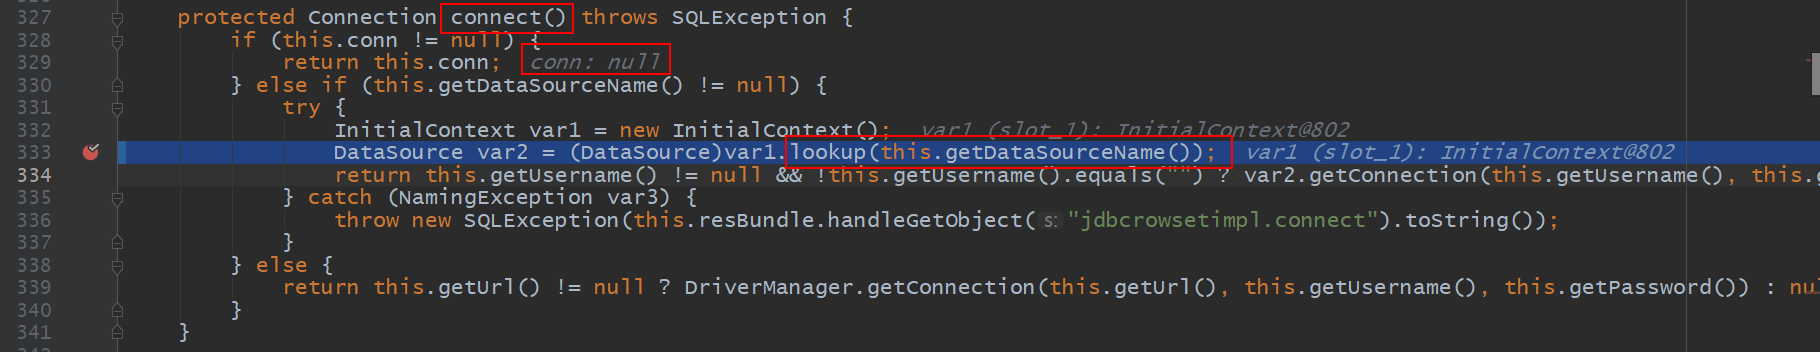 327 protected Connection connect() throws SQLException {
328 if (this.conn != null) {
329 return this.conn; conn: null
330 } else if (this.getDataSourceName() != null) {
331 try {
332 InitialContext var1 = new InitialContext(); var1 (slot_1): InitialContext@802
333 DataSource var2 = (DataSource)var1.lookup(this.getDataSourceName()); var1 (slot_1): InitialContext@802
334 return this.getUsername() != null && !this.getUsername().equals("") ? var2.getConnection(this.getUsername(), this.g
335 } catch (NamingException var3) {
336 throw new SQLException(this.resBundle.handleGetObject( s: "jdbcrowsetimpl.connect").toString());
337 }
338 } else {
339 return this.getUrl() != null ? DriverManager.getConnection(this.getUrl(), this.getUsername(), this.getPassword()) : nu
340 }
341 }